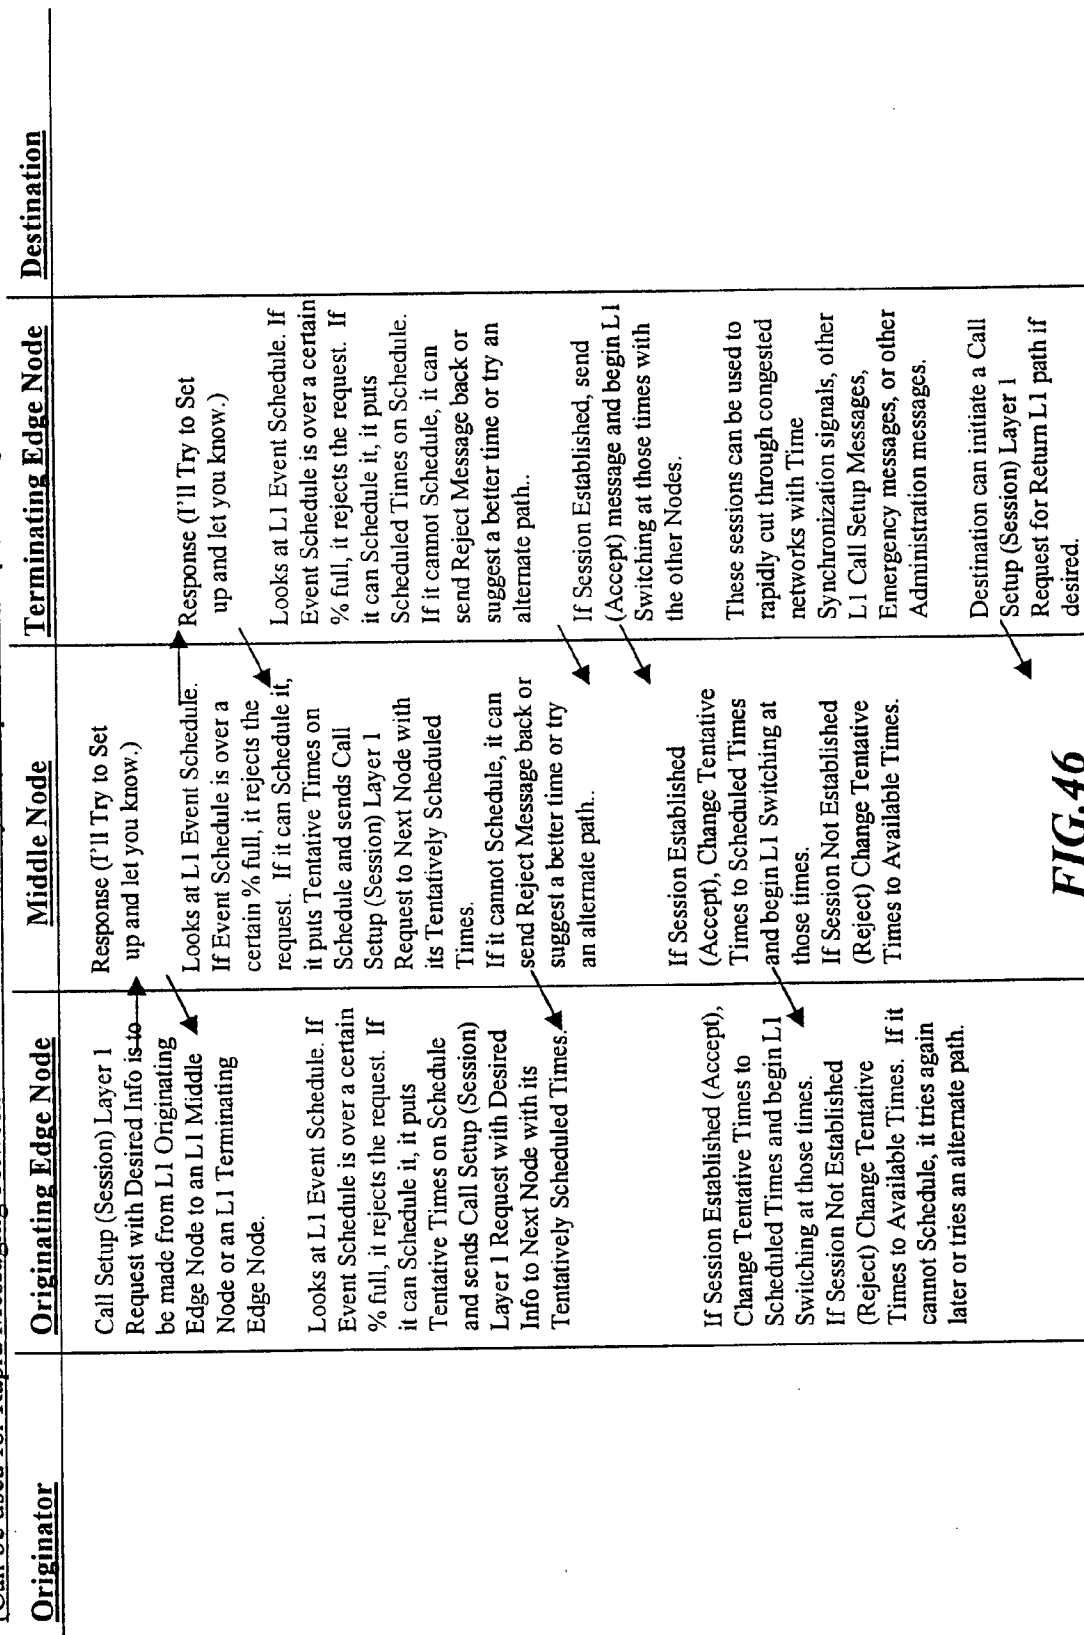 (Can be used for Rapid Messaging
Originator
Originating Edge Node
Middle Node
Terminating Edge Node
Destination
Call Setup (Session) Layer 1
Request with Desired Info is to
be made from L1 Originating
Edge Node to an L1 Middle
Node or an L1 Terminating
Edge Node.
Looks at L1 Event Schedule. If
Event Schedule is over a certain
% full, it rejects the request. If
it can Schedule it, it puts
Tentative Times on Schedule
and sends Call Setup (Session)
Layer 1 Request with Desired
Info to Next Node with its
Tentatively Scheduled Times.
If Session Established (Accept),
Change Tentative Times to
Scheduled Times and begin L1
Switching at those times.
If Session Not Established
(Reject) Change Tentative
Times to Available Times. If it
cannot Schedule, it tries again
later or tries an alternate path.
Response (I'll Try to Set
up and let you know.)
Looks at L1 Event Schedule.
If Event Schedule is over a
certain % full, it rejects the
request. If it can Schedule it,
it puts Tentative Times on
Schedule and sends Call
Setup (Session) Layer 1
Request to Next Node with
its Tentatively Scheduled
Times.
If it cannot Schedule, it can
send Reject Message back or
suggest a better time or try
an alternate path..
If Session Established
(Accept), Change Tentative
Times to Scheduled Times
and begin L1 Switching at
those times.
If Session Not Established
(Reject) Change Tentative
Times to Available Times.
Response (I'll Try to Set
up and let you know.)
Looks at L1 Event Schedule. If
Event Schedule is over a certain
% full, it rejects the request. If
it can Schedule it, it puts
Scheduled Times on Schedule.
If it cannot Schedule, it can
send Reject Message back or
suggest a better time or try an
alternate path..
If Session Established, send
(Accept) message and begin L1
Switching at those times with
the other Nodes.
These sessions can be used to
rapidly cut through congested
networks with Time
Synchronization signals, other
L1 Call Setup Messages,
Emergency messages, or other
Administration messages.
Destination can initiate a Call
Setup (Session) Layer 1
Request for Return L1 path if
desired.
FIG.46